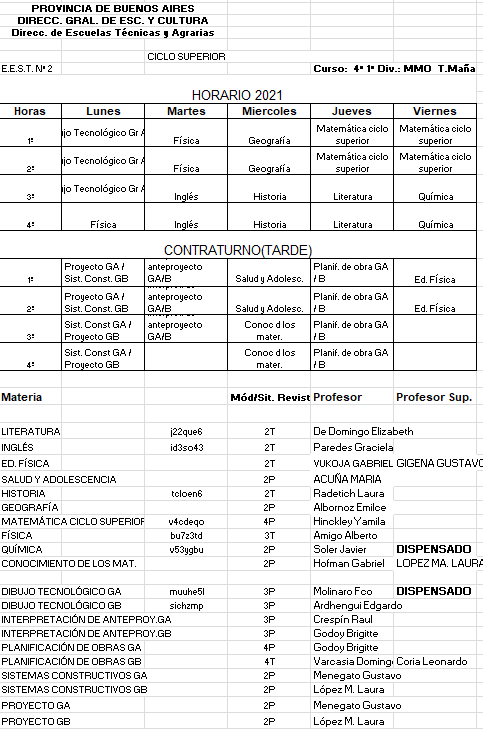 PROVINCIA DE BUENOS AIRES
DIRECC. GRAL. DE ESC. Y CULTURA
Direcc. de Escuelas Técnicas y Agrarias
CICLO SUPERIOR
E.E.S.T. Nº 2 Curso: 4º 1º Div.: MMO T.Maña
HORARIO 2021
Horas Lunes Martes Miercoles Jueves Viernes
1º jo Tecnológico Gr A Física Geografía Matemática ciclo superior Matemática ciclo superior
2º jo Tecnológico Gr A Física Geografía Matemática ciclo superior Matemática ciclo superior
3º jo Tecnológico Gr A Inglés Historia Literatura Química
4º Física Inglés Historia Literatura Química
CONTRATURNO(TARDE)
1º Proyecto GA / Sist. Const. GB anteproyecto GA/B Salud y Adolesc. Planif. de obra GA / B Ed. Física
2º Proyecto GA / Sist. Const. GB anteproyecto GA/B Salud y Adolesc. Planif. de obra GA / B Ed. Física
3º Sist. Const GA / Proyecto GB anteproyecto GA/B Conoc d los mater. Planif. de obra GA / B
4º Sist. Const GA / Proyecto GB Conoc d los mater. Planif. de obra GA / B
Materia Mód/Sit. Revist Profesor Profesor Sup.
LITERATURA j22que6 2T De Domingo Elizabeth
INGLÉS id3so43 2T Paredes Graciela
ED. FÍSICA 2T YUKOJA GABRIEL GIGENA GUSTAVO
SALUD Y ADOLESCENCIA 2P ACUÑA MARIA
HISTORIA tcloen6 2T Radetich Laura
GEOGRAFÍA 2P Albornoz Emilce
MATEMÁTICA CICLO SUPERIOR v4cdeqo 4P Hinckley Yamila
FÍSICA bu7z3td 3T Amigo Alberto
QUÍMICA v53ygbu 2P Soler Javier DISPENSADO
CONOCIMIENTO DE LOS MAT. 2P Hofman Gabriel LOPEZ MA. LAURA
DIBUJO TECNOLÓGICO GA muuhe5l 3P Molinaro Fco DISPENSADO
DIBUJO TECNOLÓGICO GB sichzmp 3P Ardhengui Edgardo
INTERPRETACIÓN DE ANTEPROY.GA 3P Crespín Raul
INTERPRETACIÓN DE ANTEPROY.GB 3P Godoy Brigitte
PLANIFICACIÓN DE OBRAS GA 4P Godoy Brigitte
PLANIFICACIÓN DE OBRAS GB 4T Varcasia Doming Coria Leonardo
SISTEMAS CONSTRUCTIVOS GA 2P Menegato Gustavo
SISTEMAS CONSTRUCTIVOS GB 2P López M. Laura
PROYECTO GA 2P Menegato Gustavo
PROYECTO GB 2P López M. Laura